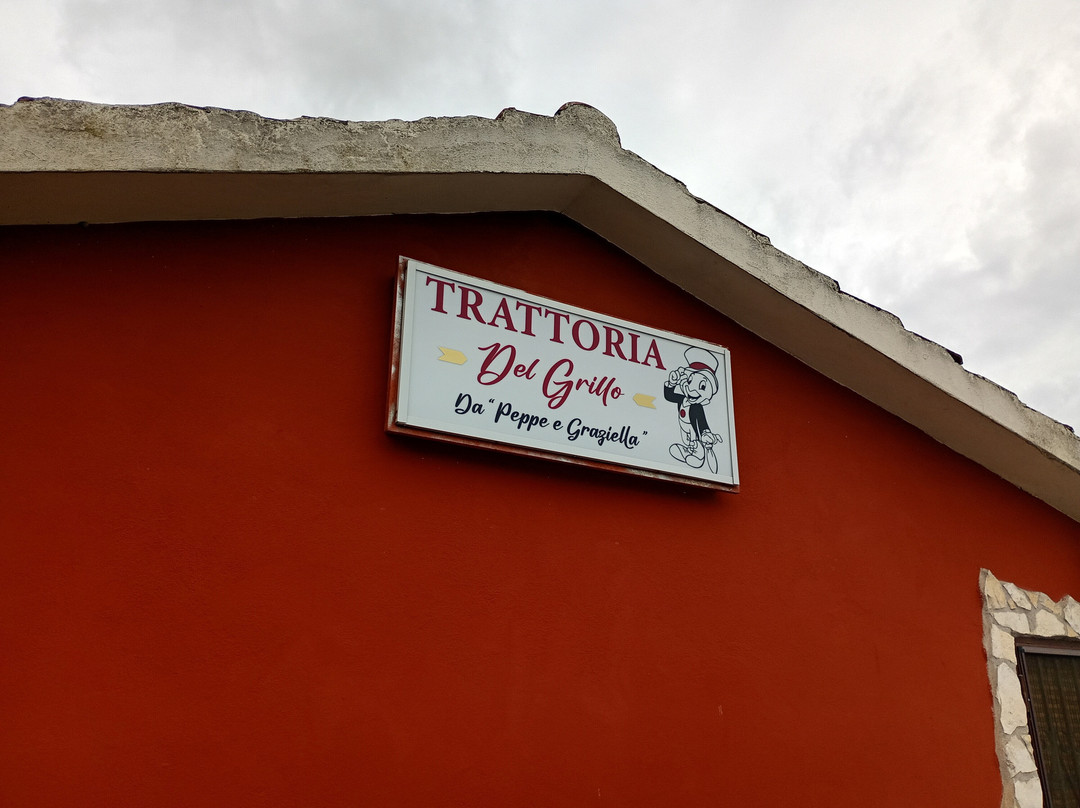 TRATTORIA
Del Grillo
Da "Peppe e Graziella"